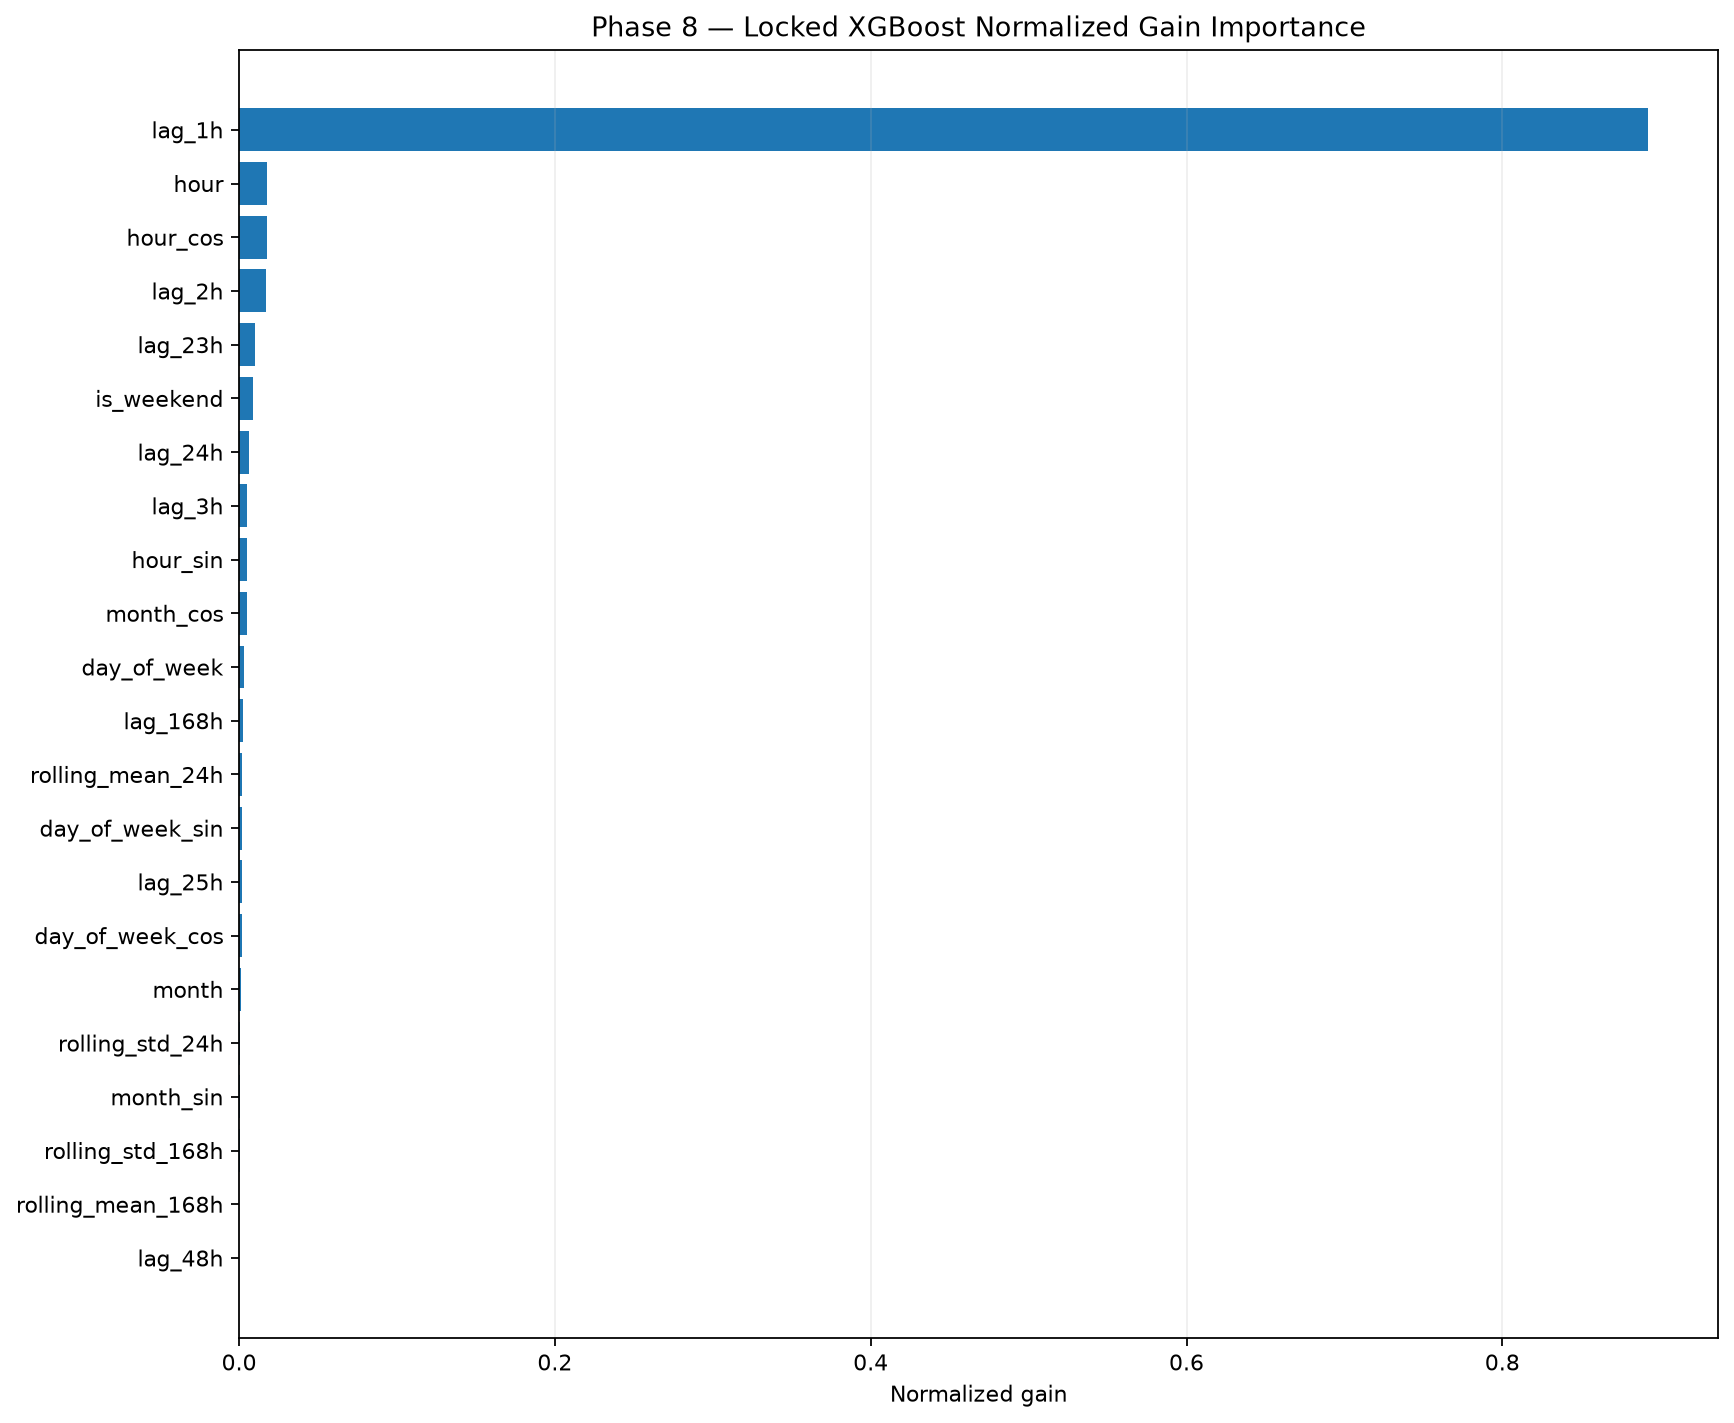 Phase 8 — Locked XGBoost Normalized Gain Importance
lag_1h
hour
hour_cos
lag_2h
lag_23h
is_weekend
lag_24h
lag_3h
hour_sin
month_cos
day_of_week
lag_168h
rolling_mean_24h
day_of_week_sin
lag_25h
day_of_week_cos
month
rolling_std_24h
month_sin
rolling_std_168h
rolling_mean_168h
lag_48h
0.0 0.2 0.4 0.6 0.8
Normalized gain